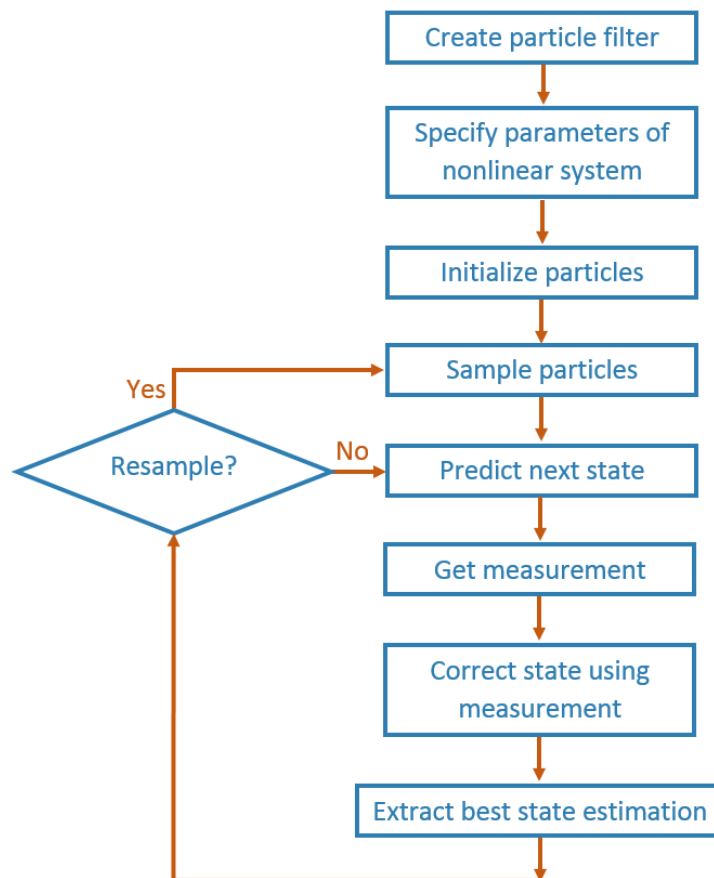 Create particle filter
Specify parameters of
nonlinear system
Initialize particles
Sample particles
Yes
Resample?
No
Predict next state
Get measurement
Correct state using
measurement
Extract best state estimation